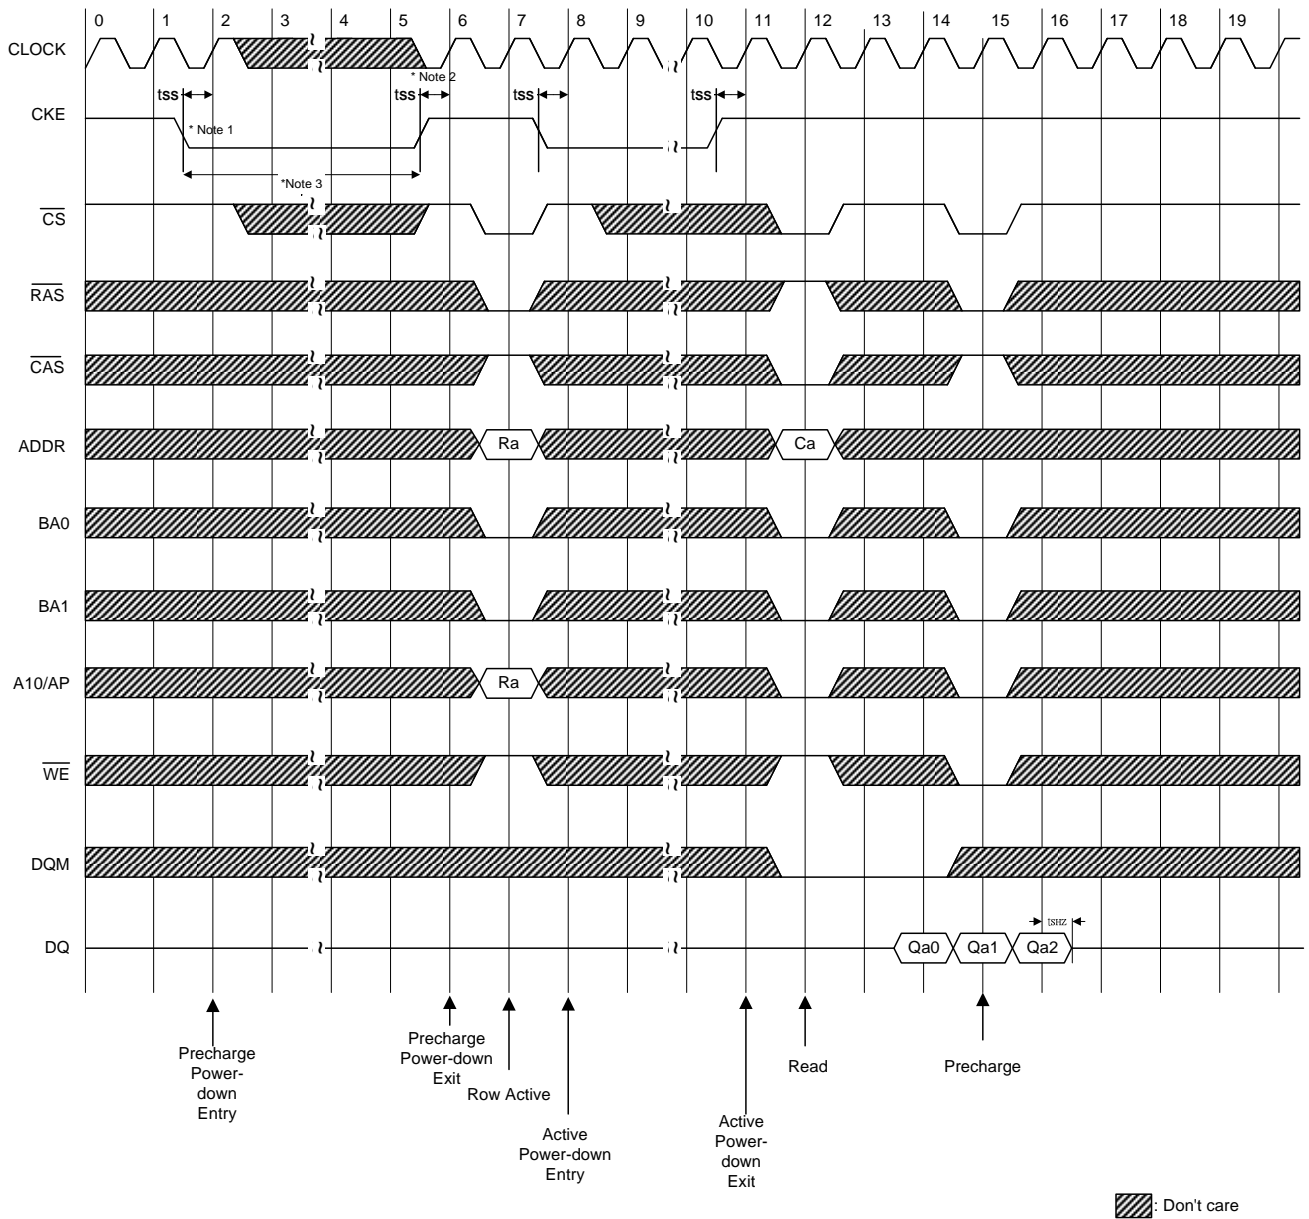 0 1 2 3 4 5 6 7 8 9 10 11 12 13 14 15 16 17 18 19
CLOCK
* Note 2
tss tss tss tss
CKE
* Note 1
*Note 3
CS
RAS
CAS
ADDR Ra Ca
BA0
BA1
A10/AP Ra
WE
DQM
tSHZ
DQ Qa0 Qa1 Qa2
Precharge
Power-
down
Entry
Precharge
Power-down
Exit
Row Active
Active
Power-down
Entry
Active
Power-
down
Exit
Read
Precharge
: Don't care